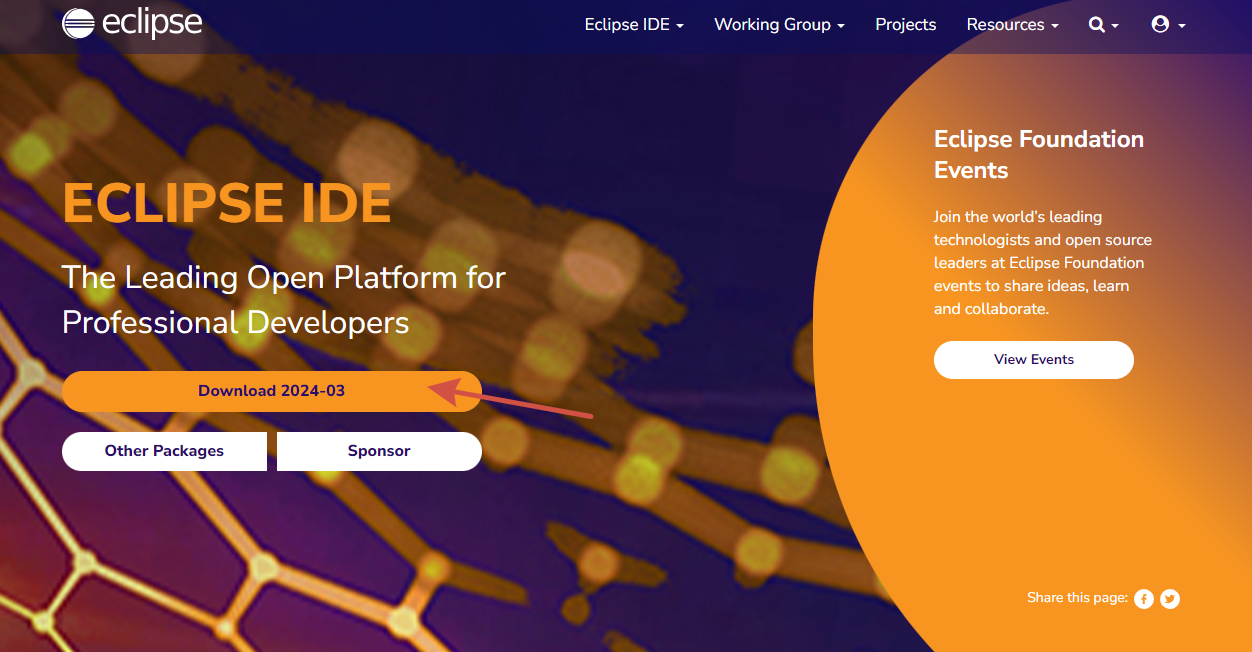 eclipse
Eclipse IDE
Working Group
Projects
Resources
ECLIPSE IDE
The Leading Open Platform for
Professional Developers
Download 2024-03
Other Packages
Sponsor
Eclipse Foundation
Events
Join the world's leading
technologists and open source
leaders at Eclipse Foundation
events to share ideas, learn
and collaborate.
View Events
Share this page: